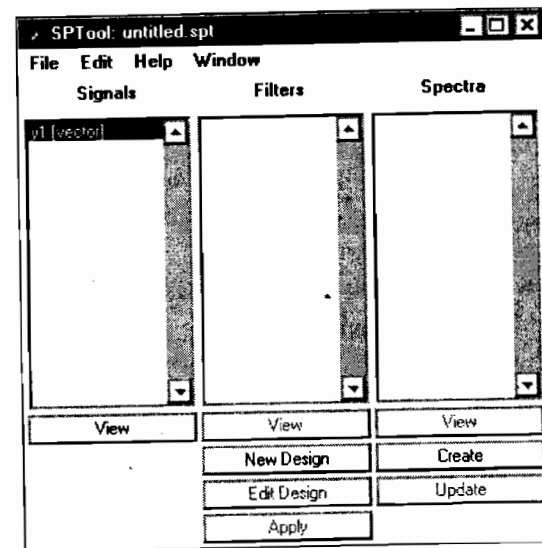 SPTool: untitled.spt
File Edit Help Window
Signals Filters Spectra
y1 [vector]
View View View
New Design Create
Edit Design Update
Apply